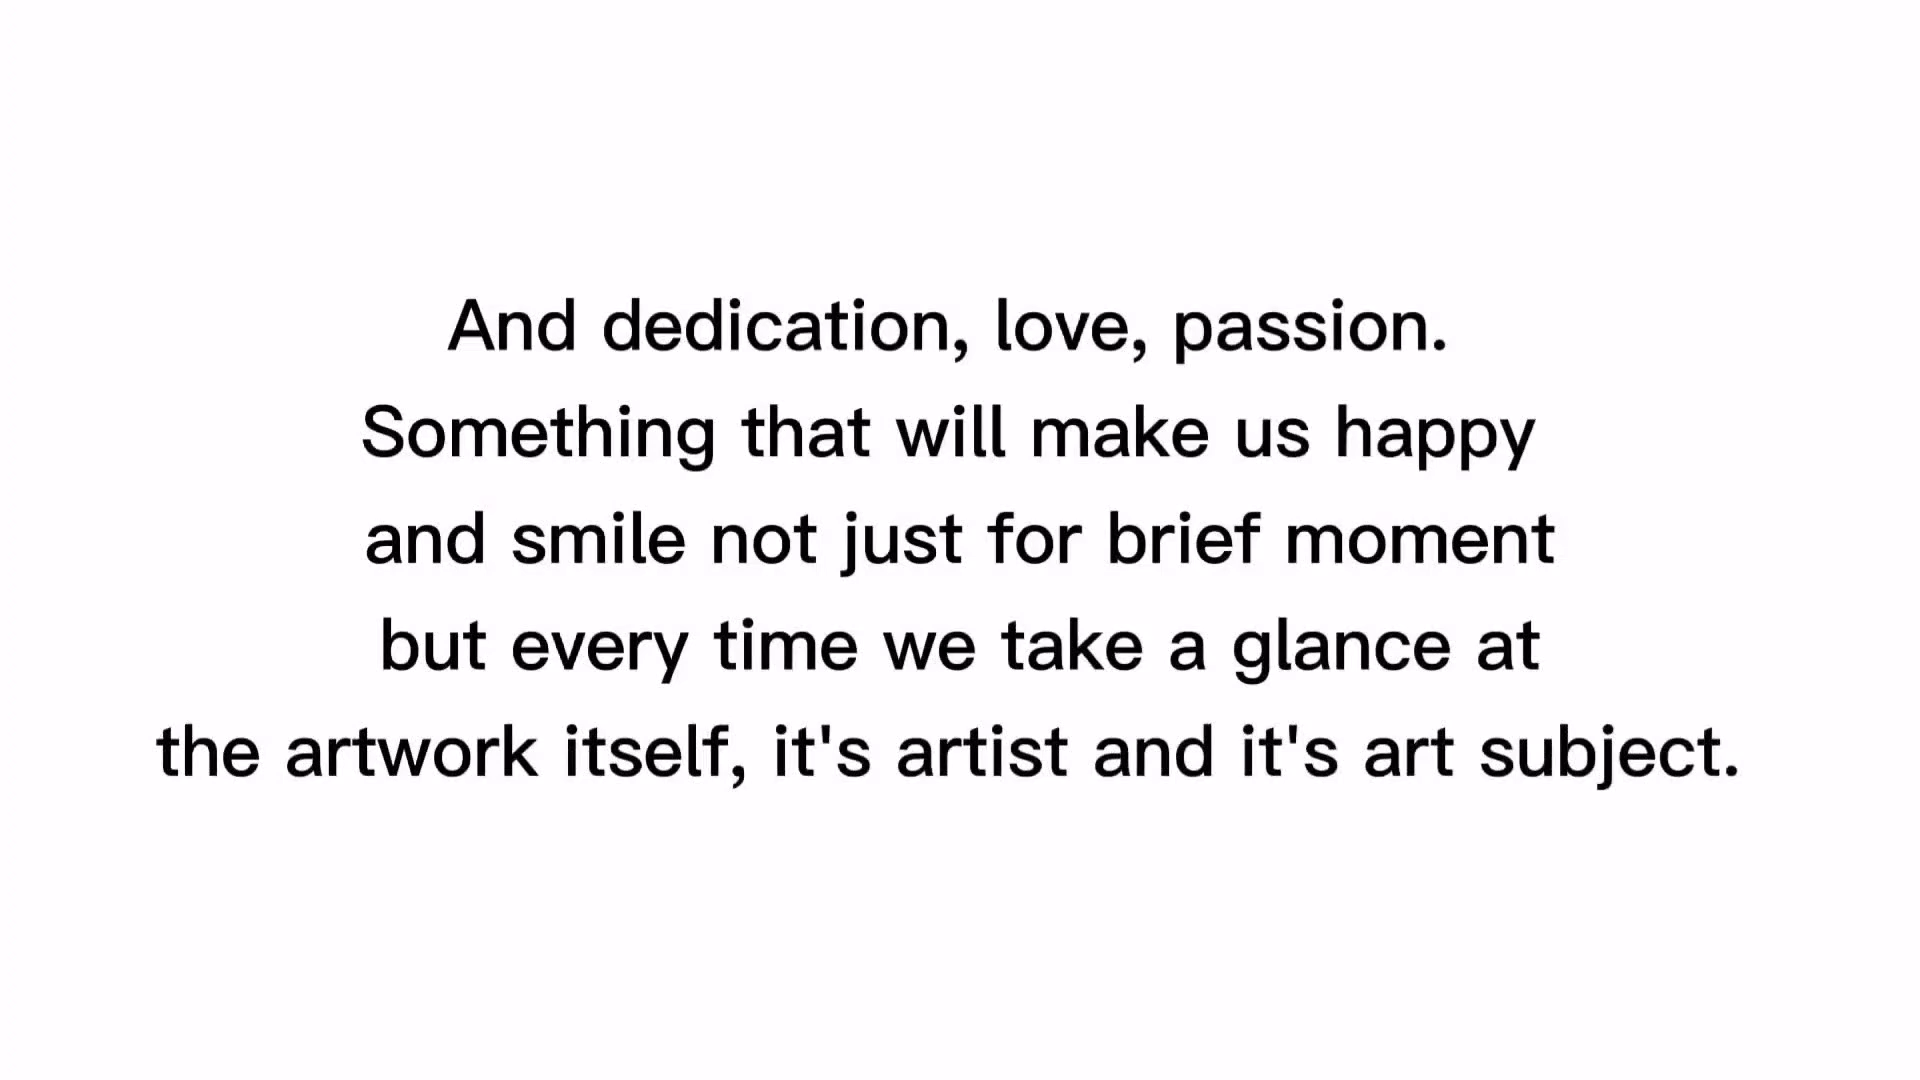 And dedication, love, passion.
Something that will make us happy
and smile not just for brief moment
but every time we take a glance at
the artwork itself, it's artist and it's art subject.